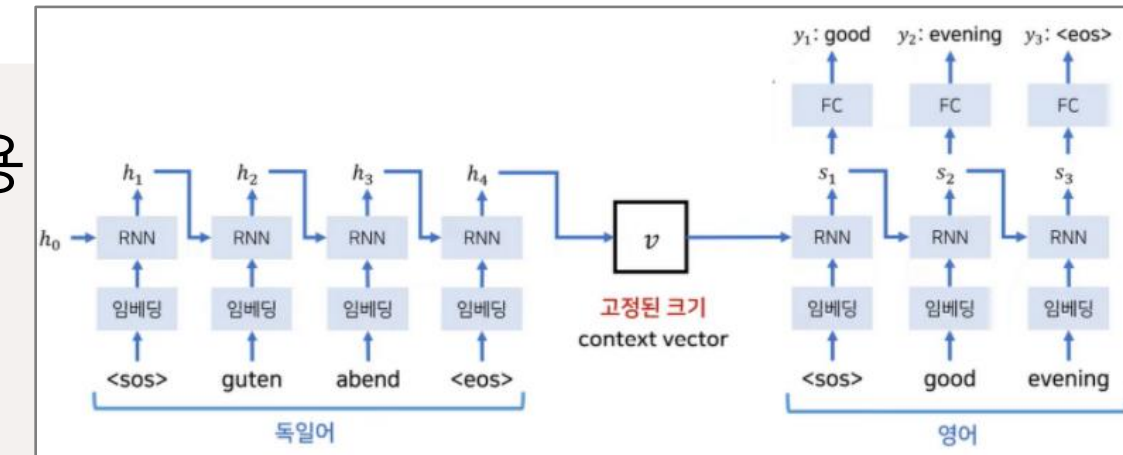 용
y₁: good y₂: evening y₃: <eos>
FC FC FC
h₁ h₂ h₃ h₄ s₁ s₂ s₃
h₀ RNN RNN RNN RNN v RNN RNN RNN
임베딩 임베딩 임베딩 임베딩 고정된 크기 임베딩 임베딩 임베딩
context vector
<sos> guten abend <eos> <sos> good evening
독일어 영어